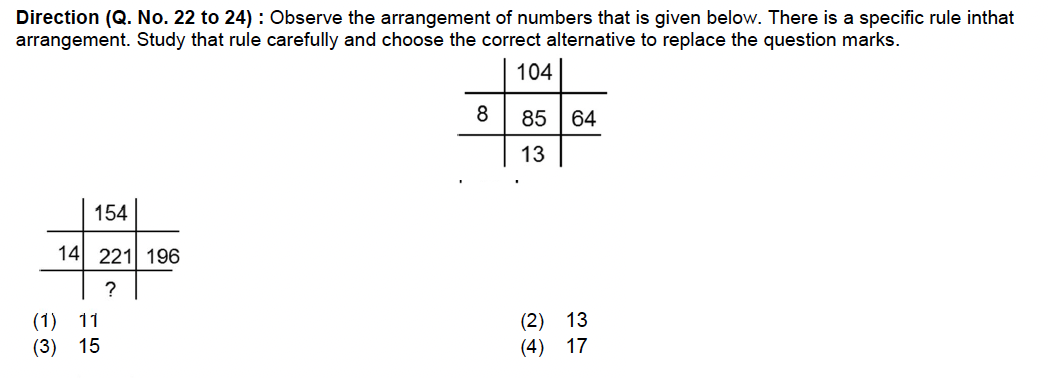 Direction (Q. No. 22 to 24) : Observe the arrangement of numbers that is given below. There is a specific rule inthat
arrangement. Study that rule carefully and choose the correct alternative to replace the question marks.
104
8 85 64
13
154
14 221 196
?
(1) 11 (2) 13
(3) 15 (4) 17